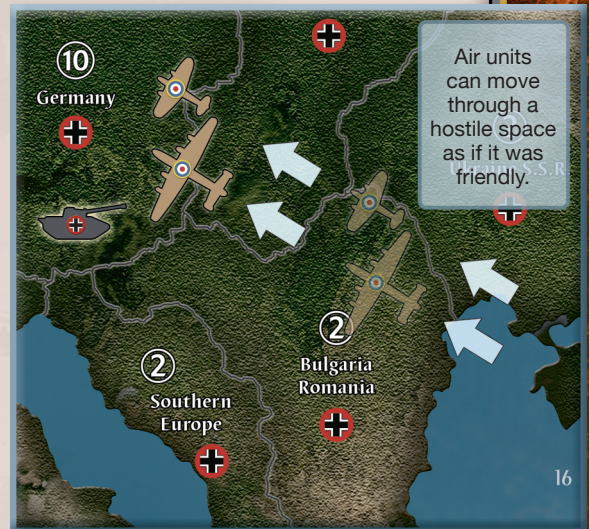 10
Germany
Air units
can move
through a
hostile space
as if it was
friendly.
Ukraine S.S.R
2
Bulgaria
Romania
2
Southern
Europe
16